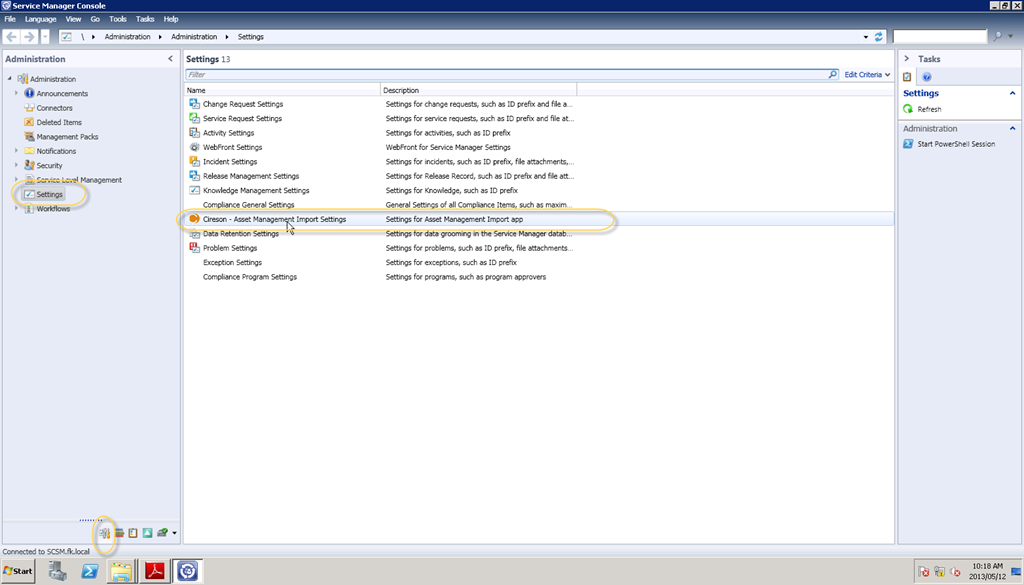 Service Manager Console
File Language View Go Tools Tasks Help
\ Administration Administration Settings
Administration
Administration
Announcements
Connectors
Deleted Items
Management Packs
Notifications
Security
Service Level Management
Settings
Workflows
Settings 13
Filter
Edit Criteria
Name Description
Change Request Settings Settings for change requests, such as ID prefix and file a...
Service Request Settings Settings for service requests, such as ID prefix and file at...
Activity Settings Settings for activities, such as ID prefix
WebFront Settings WebFront for Service Manager Settings
Incident Settings Settings for incidents, such as ID prefix, file attachments,...
Release Management Settings Settings for Release Record, such as ID prefix and file att...
Knowledge Management Settings Settings for Knowledge, such as ID prefix
Compliance General Settings General Settings of all Compliance Items, such as maxim...
Cireson - Asset Management Import Settings Settings for Asset Management Import app
Data Retention Settings Settings for data grooming in the Service Manager datab...
Problem Settings Settings for problems, such as ID prefix, file attachments...
Exception Settings Settings for exceptions, such as ID prefix
Compliance Program Settings Settings for programs, such as program approvers
Tasks
Settings
Refresh
Administration
Start PowerShell Session
Connected to SCSM.fk.local
Start
10:18 AM
2013/05/12